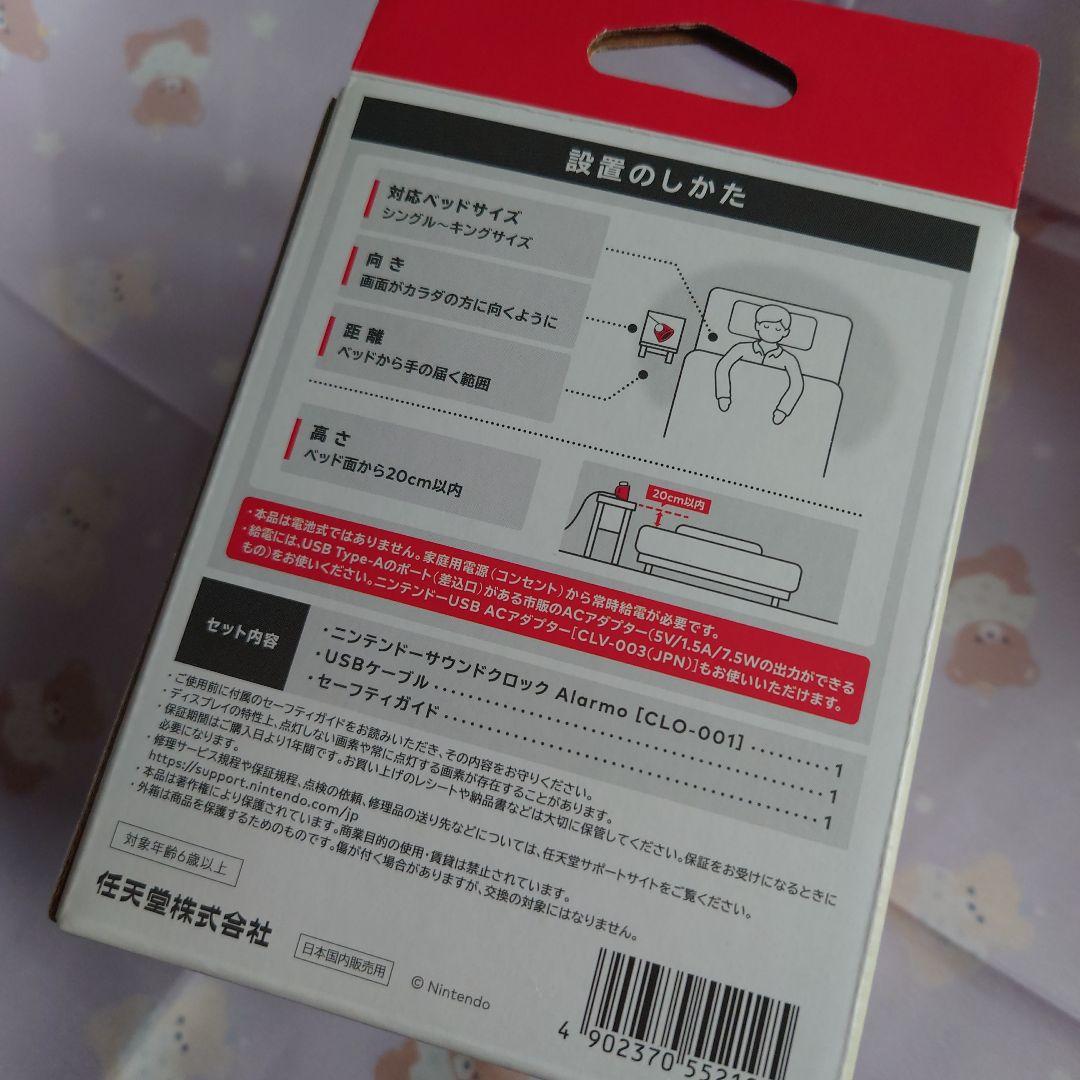 設置のしかた
対応ベッドサイズ
シングル～キングサイズ
向き
画面がカラダの方に向くように
距離
ベッドから手の届く範囲
高さ
ベッド面から20cm以内
20cm以内
・本品は電池式ではありません。家庭用電源（コンセント）から常時給電が必要です。
・給電には、USB Type-Aのポート（差込口）がある市販のACアダプター（5V/1.5A/7.5Wの出力ができる
もの）をお使いください。ニンテンドーUSB ACアダプター[CLV-003(JPN)]もお使いいただけます。
セット内容
・ニンテンドーサウンドクロック Alarmo [CLO-001] ........ 1
・USBケーブル ........ 1
・セーフティガイド ........ 1
・ご使用前に付属のセーフティガイドをお読みいただき、その内容をお守りください。
・ディスプレイの特性上、点灯しない画素や常に点灯する画素が存在することがあります。
・保証期間はご購入日より1年間です。お買い上げのレシートや納品書などは大切に保管してください。保証をお受けになるときに
必要になります。
・修理サービス規程や保証規程、点検の依頼、修理品の送り先などについては、任天堂サポートサイトをご覧ください。
https://support.nintendo.com/jp
・本品は著作権により保護されています。商業目的の使用・賃貸は禁止されています。
・外箱は商品を保護するためのものです。傷が付く場合がありますが、交換の対象にはなりません。
対象年齢6歳以上
任天堂株式会社
日本国内販売用
© Nintendo
4 902370 5521